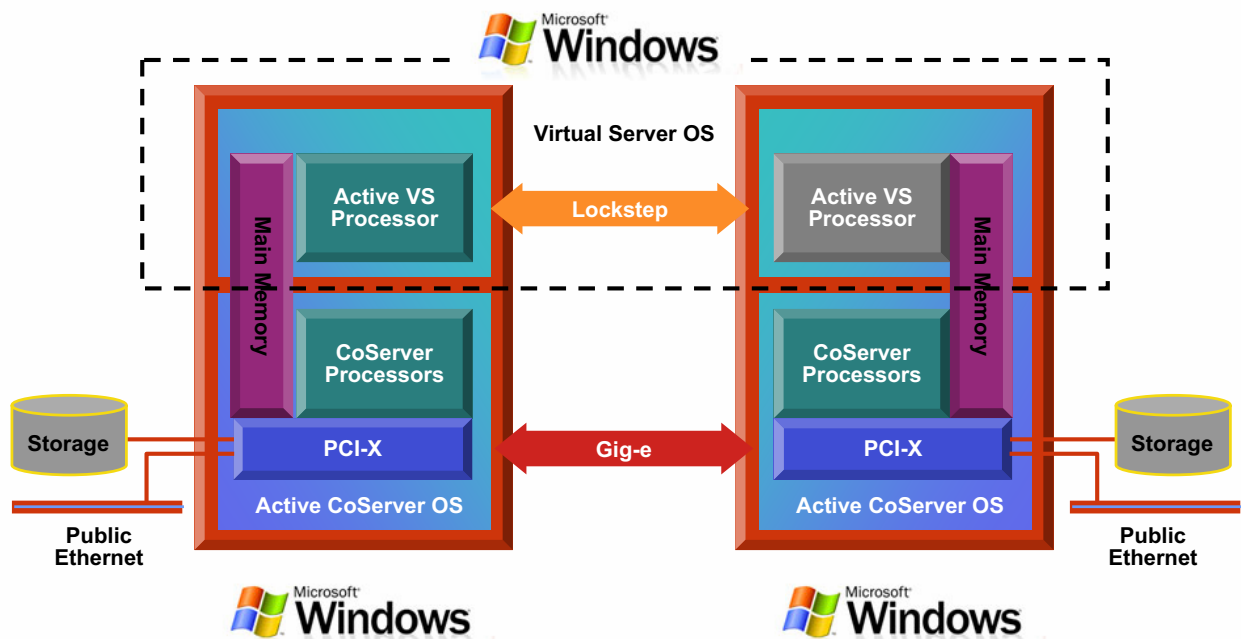 Microsoft
Windows
Virtual Server OS
Active VS
Processor
Lockstep
Active VS
Processor
Main Memory
Main Memory
CoServer
Processors
CoServer
Processors
Storage
PCI-X
Gig-e
PCI-X
Storage
Active CoServer OS
Active CoServer OS
Public
Ethernet
Public
Ethernet
Microsoft
Windows
Microsoft
Windows